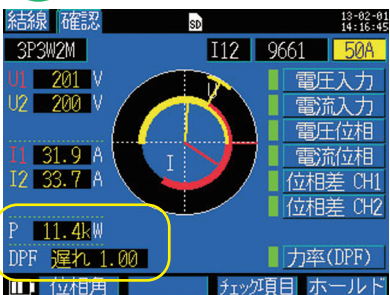 結線 確認 SD 13-02-01
14:16:45
3P3W2M I12 9661 50A
U1 201 V
U2 200 V
I1 31.9 A
I2 33.7 A
P 11.4kW
DPF 遅れ 1.00
U
I
電圧入力
電流入力
電圧位相
電流位相
位相差 CH1
位相差 CH2
力率(DPF)
位相角 チェック項目 ホールド